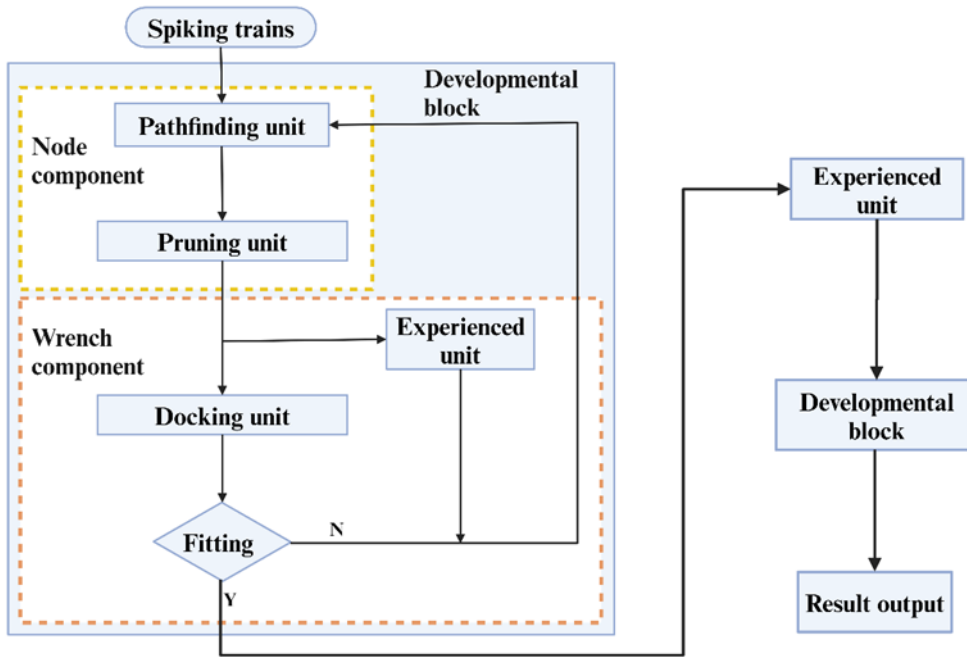 Spiking trains
Developmental
block
Pathfinding unit
Node
component
Pruning unit
Wrench
component
Experienced
unit
Docking unit
Fitting
N
Y
Experienced
unit
Developmental
block
Result output